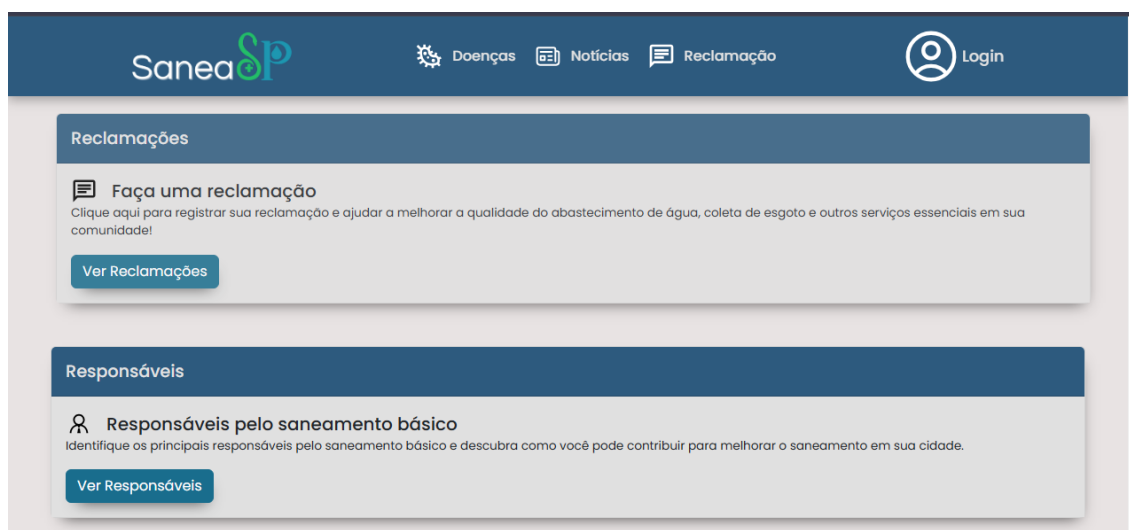 SaneaSP
Doenças
Notícias
Reclamação
Login
Reclamações
Faça uma reclamação
Clique aqui para registrar sua reclamação e ajudar a melhorar a qualidade do abastecimento de água, coleta de esgoto e outros serviços essenciais em sua
comunidade!
Ver Reclamações
Responsáveis
Responsáveis pelo saneamento básico
Identifique os principais responsáveis pelo saneamento básico e descubra como você pode contribuir para melhorar o saneamento em sua cidade.
Ver Responsáveis